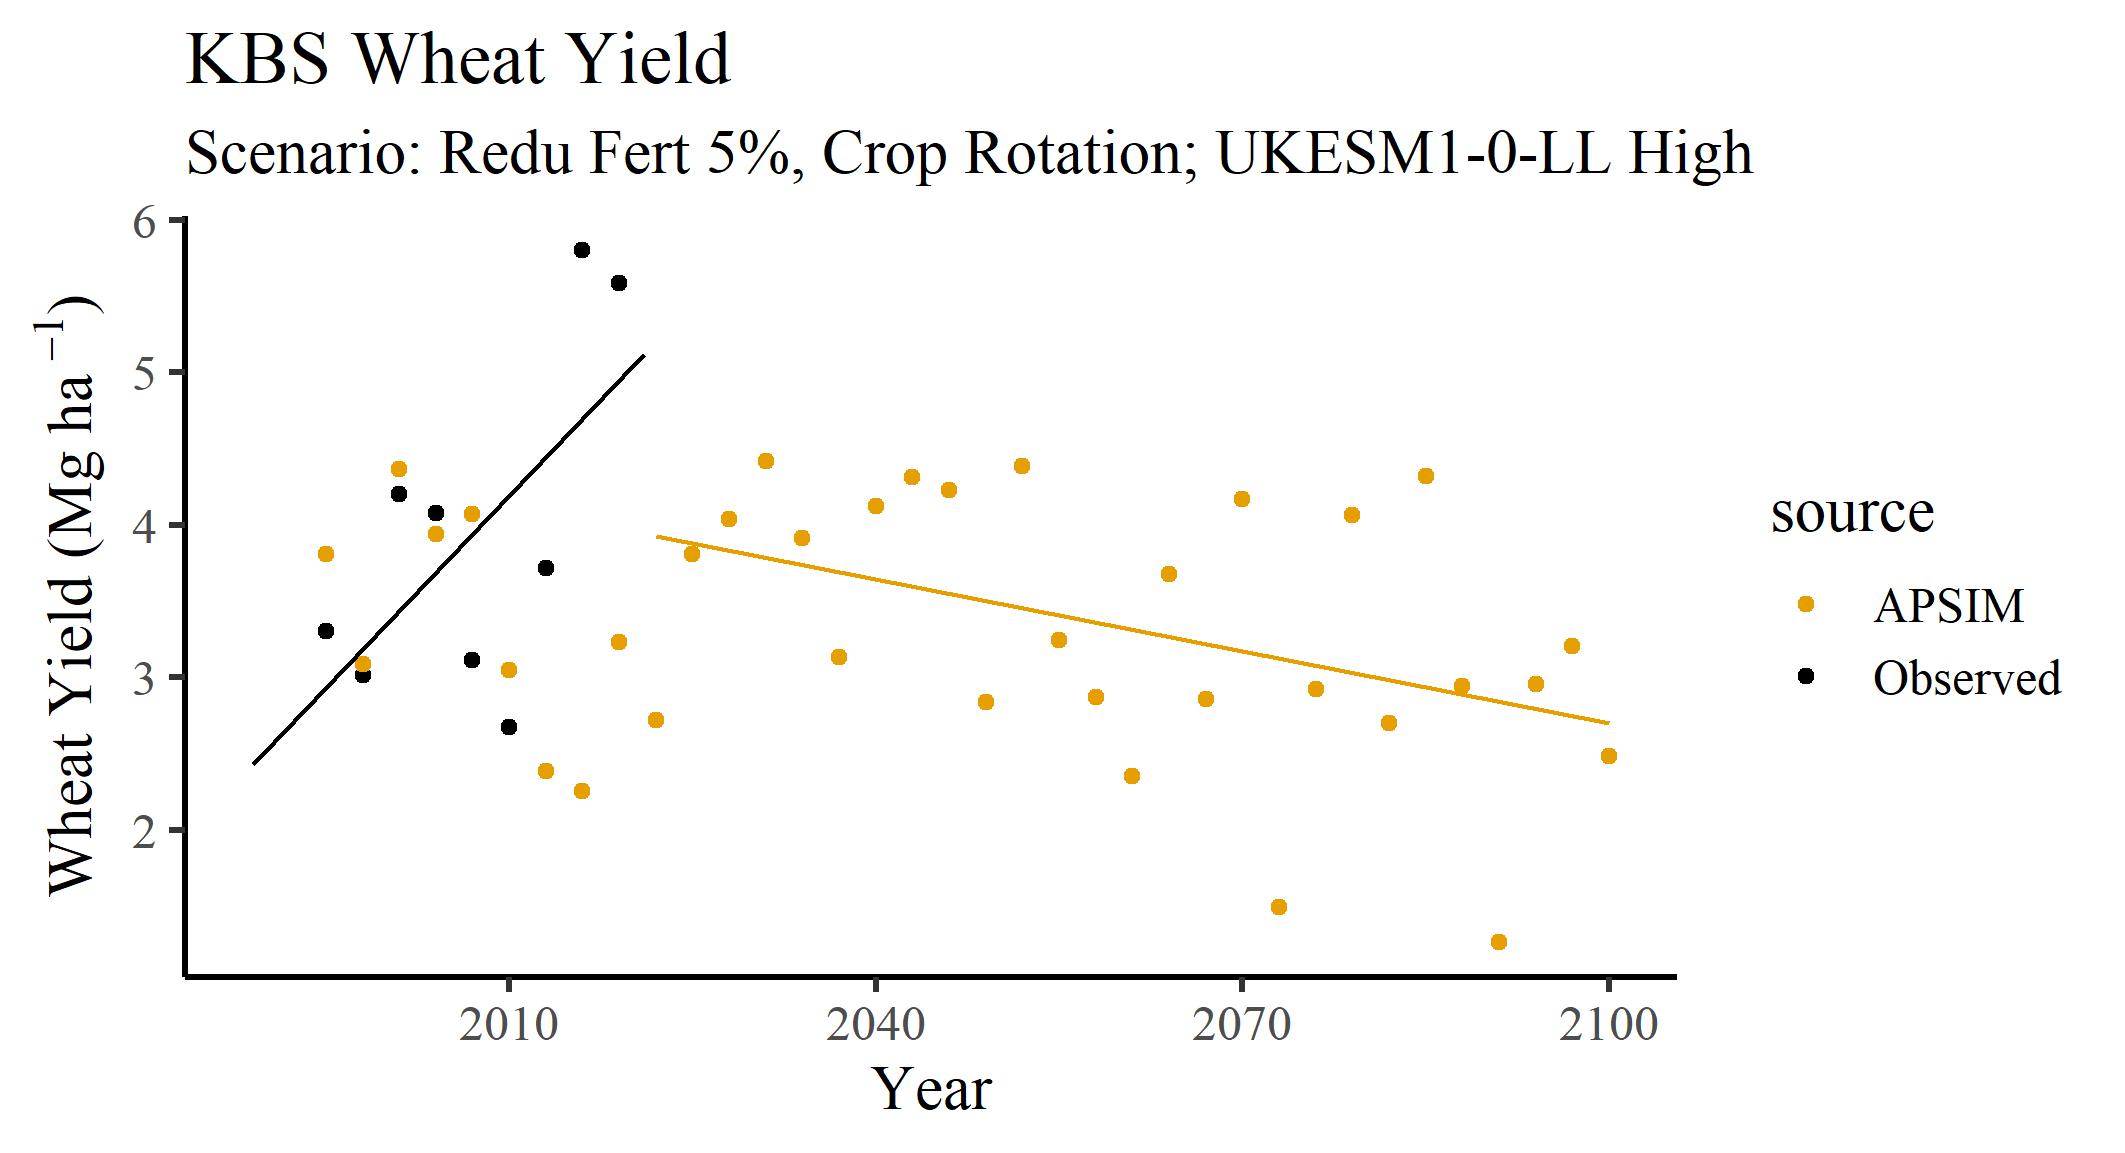 KBS Wheat Yield
Scenario: Redu Fert 5%, Crop Rotation; UKESM1-0-LL High
Wheat Yield (Mg ha −1)
6
5
4
3
2
2010
2040
2070
2100
Year
source
APSIM
Observed